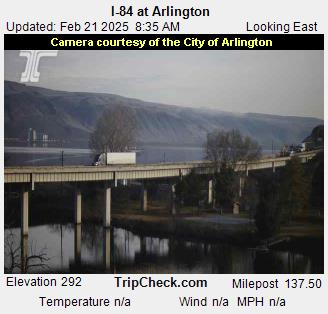 I-84 at Arlington
Updated: Feb 21 2025 8:35 AM Looking East
Camera courtesy of the City of Arlington
Elevation 292 TripCheck.com Milepost 137.50
Temperature n/a Wind n/a MPH n/a